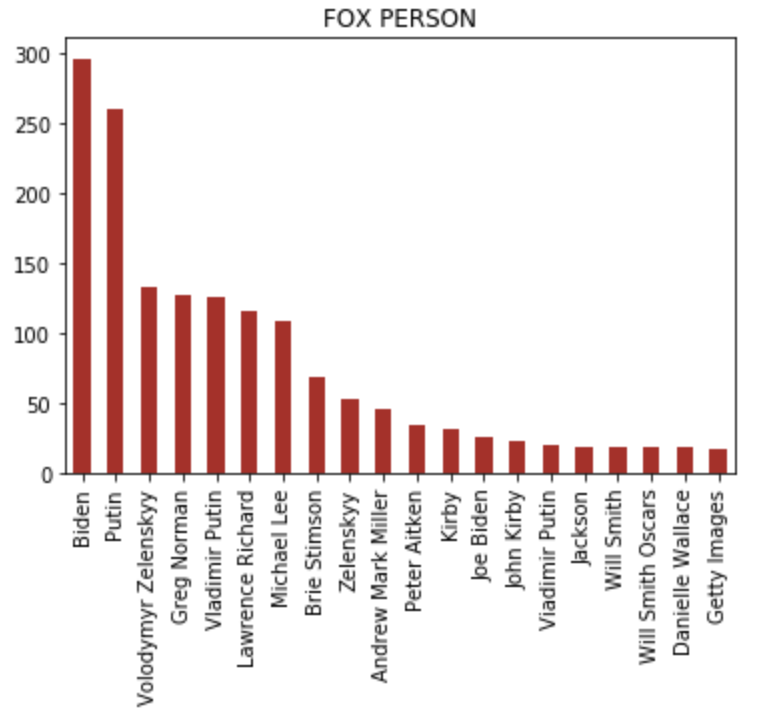 FOX PERSON
300
250
200
150
100
50
0
Biden
Putin
Volodymyr Zelenskyy
Greg Norman
Vladimir Putin
Lawrence Richard
Michael Lee
Brie Stimson
Zelenskyy
Andrew Mark Miller
Peter Aitken
Kirby
Joe Biden
John Kirby
Viadimir Putin
Jackson
Will Smith
Will Smith Oscars
Danielle Wallace
Getty Images